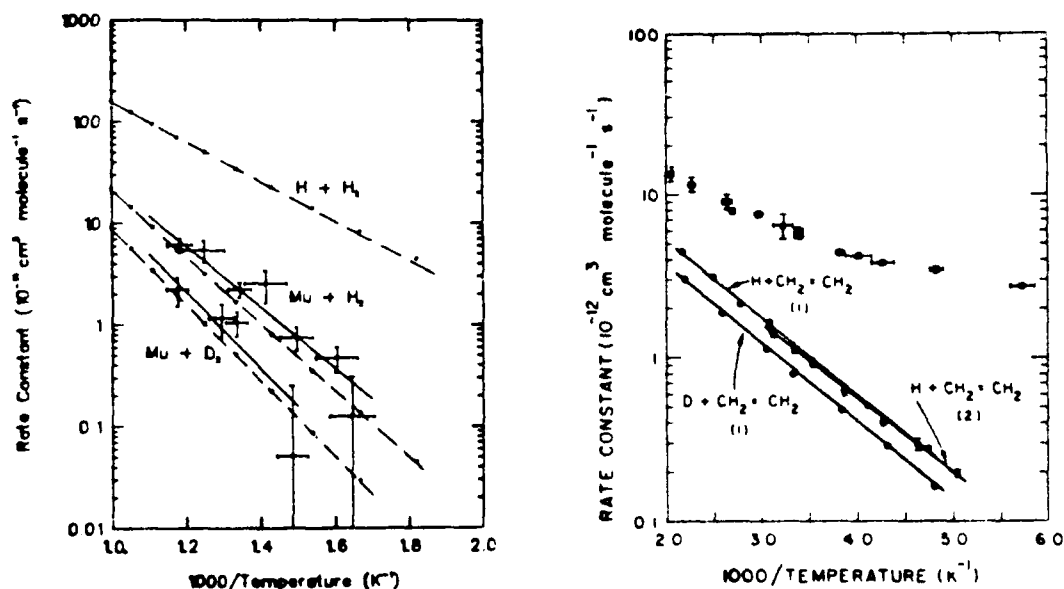 1000
100
10
1.0
0.1
0.01
Rate Constant (10⁻¹⁶ cm³ molecule⁻¹ s⁻¹)
H + H₂
Mu + H₂
Mu + D₂
1.0 1.2 1.4 1.6 1.8 2.0
1000/Temperature (K⁻¹)
100
10
1
0.1
RATE CONSTANT (10⁻¹² cm³ molecule⁻¹ s⁻¹)
H+CH₂=CH₂
(1)
D+CH₂=CH₂
(1)
H+CH₂=CH₂
(2)
2.0 3.0 4.0 5.0 6.0
1000/TEMPERATURE (K⁻¹)